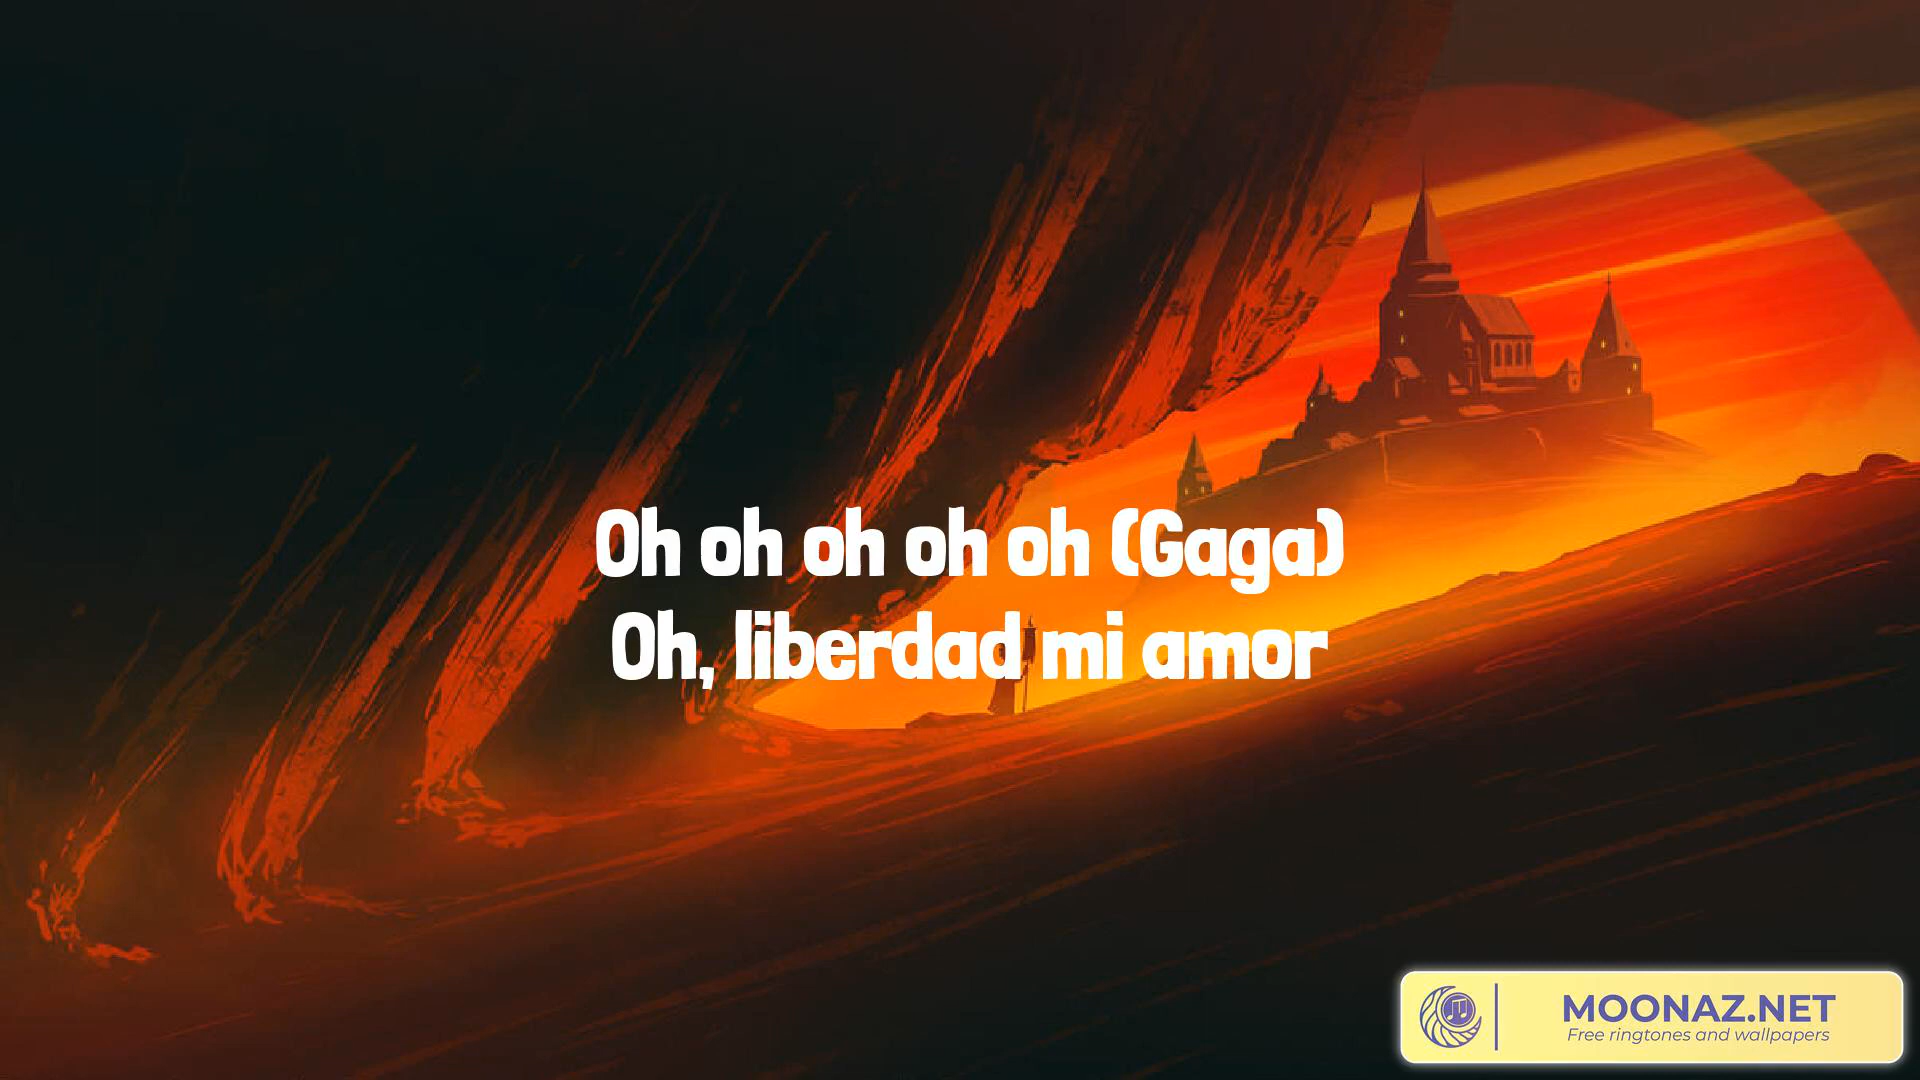 Oh oh oh oh oh (Gaga)
Oh, liberdad mi amor
MOONAZ.NET
Free ringtones and wallpapers